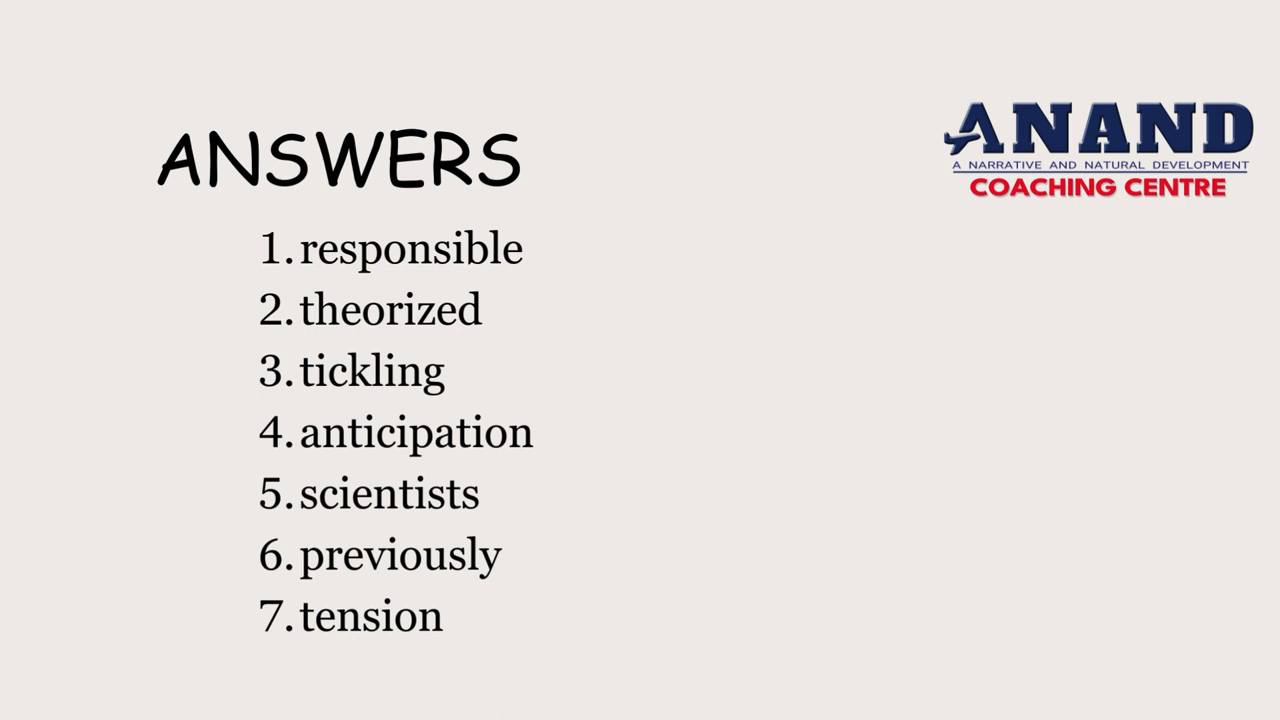 ANSWERS
1. responsible
2. theorized
3. tickling
4. anticipation
5. scientists
6. previously
7. tension
ANAND
A NARRATIVE AND NATURAL DEVELOPMENT
COACHING CENTRE